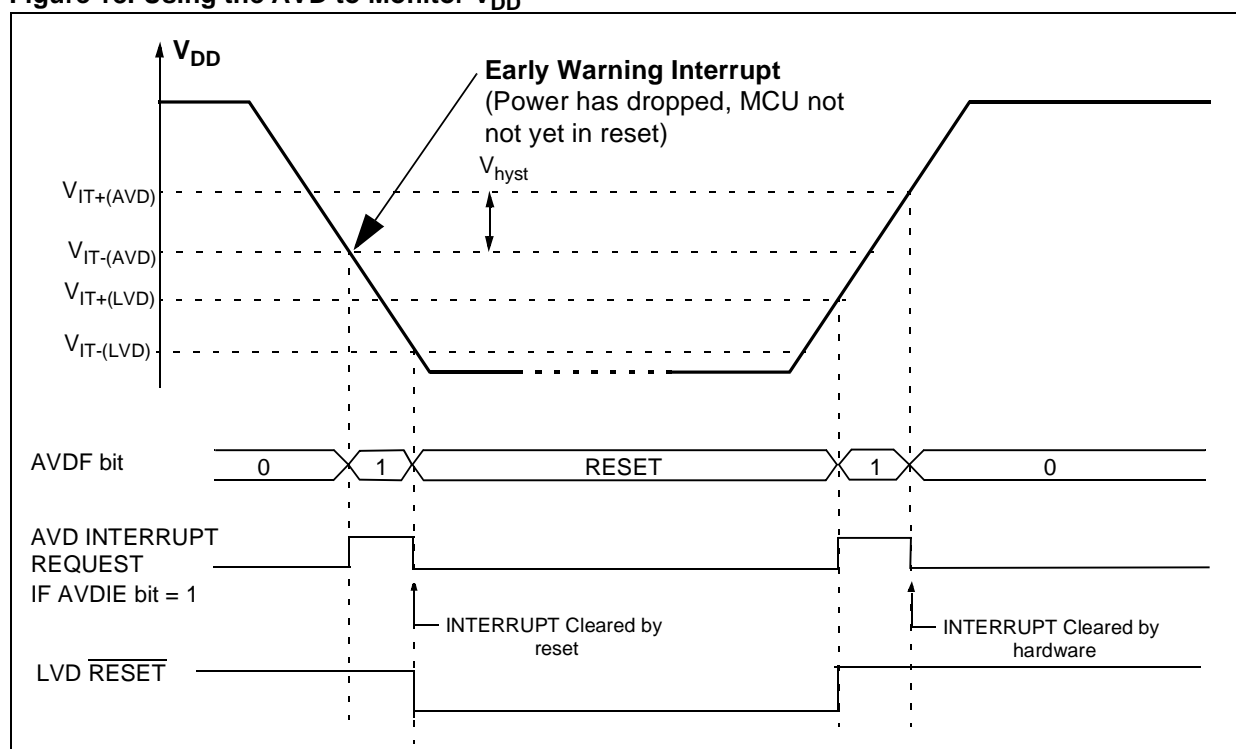 Figure 18. Using the AVD to Monitor VDD
VDD
Early Warning Interrupt
(Power has dropped, MCU not
not yet in reset)
Vhyst
VIT+(AVD)
VIT-(AVD)
VIT+(LVD)
VIT-(LVD)
AVDF bit
0
1
RESET
1
0
AVD INTERRUPT
REQUEST
IF AVDIE bit = 1
INTERRUPT Cleared by
reset
INTERRUPT Cleared by
hardware
LVD RESET